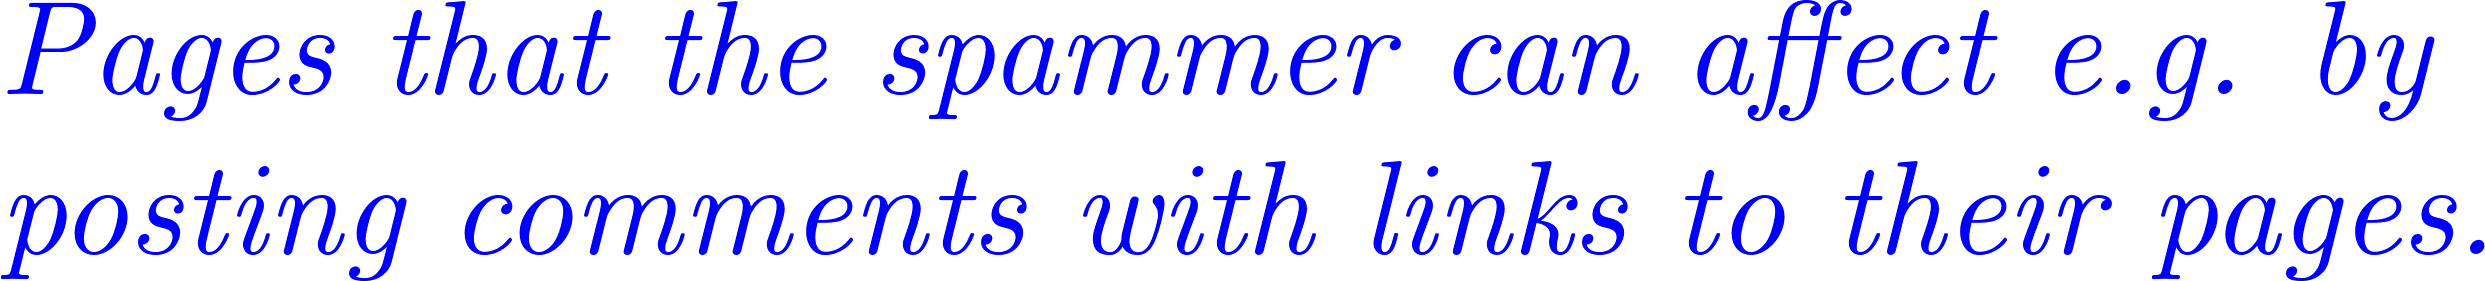 Pages that the spammer can affect e.g. by
posting comments with links to their pages.